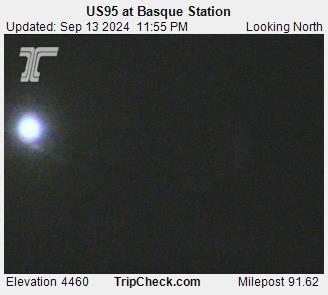 US95 at Basque Station
Updated: Sep 13 2024 11:55 PM Looking North
Elevation 4460 TripCheck.com Milepost 91.62